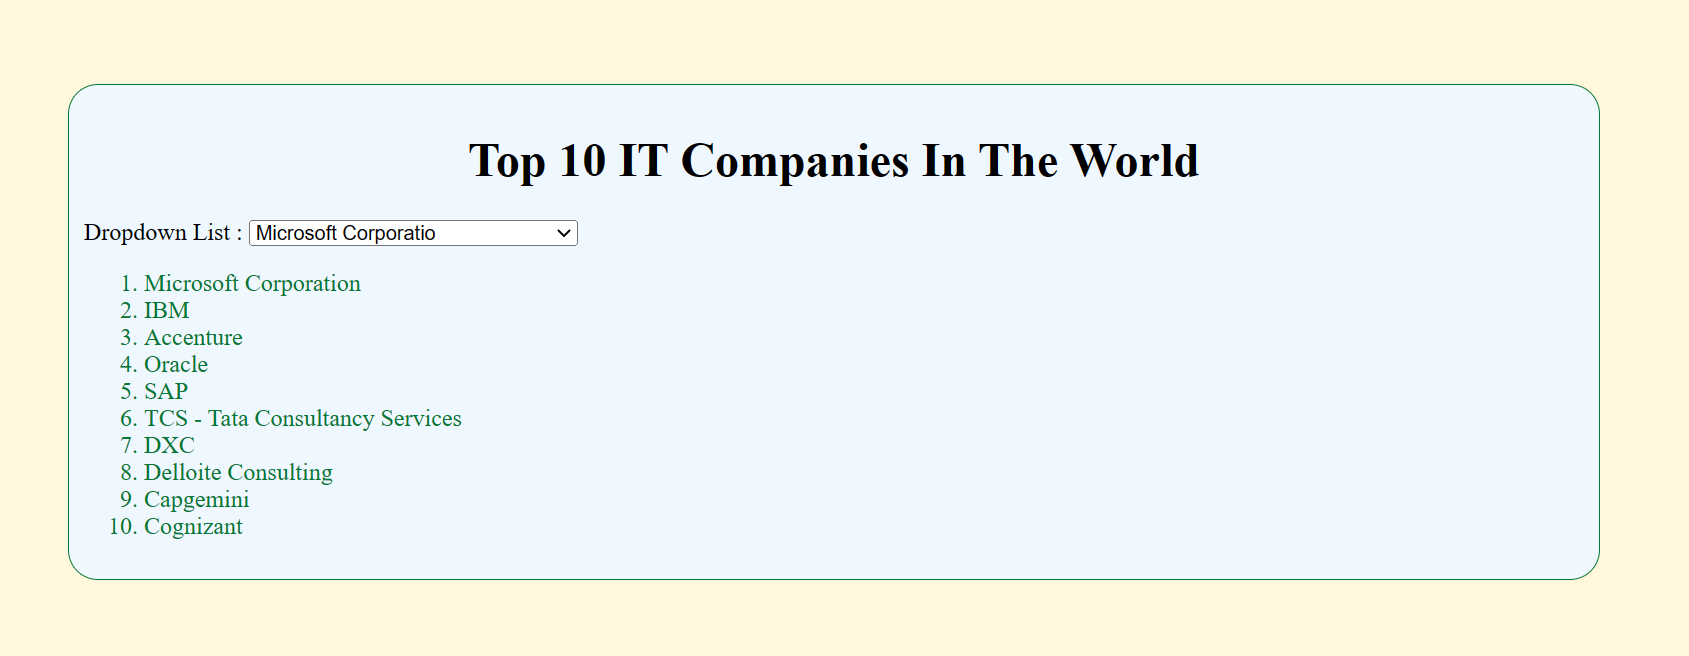 Top 10 IT Companies In The World
Dropdown List : Microsoft Corporatio
1. Microsoft Corporation
2. IBM
3. Accenture
4. Oracle
5. SAP
6. TCS - Tata Consultancy Services
7. DXC
8. Delloite Consulting
9. Capgemini
10. Cognizant